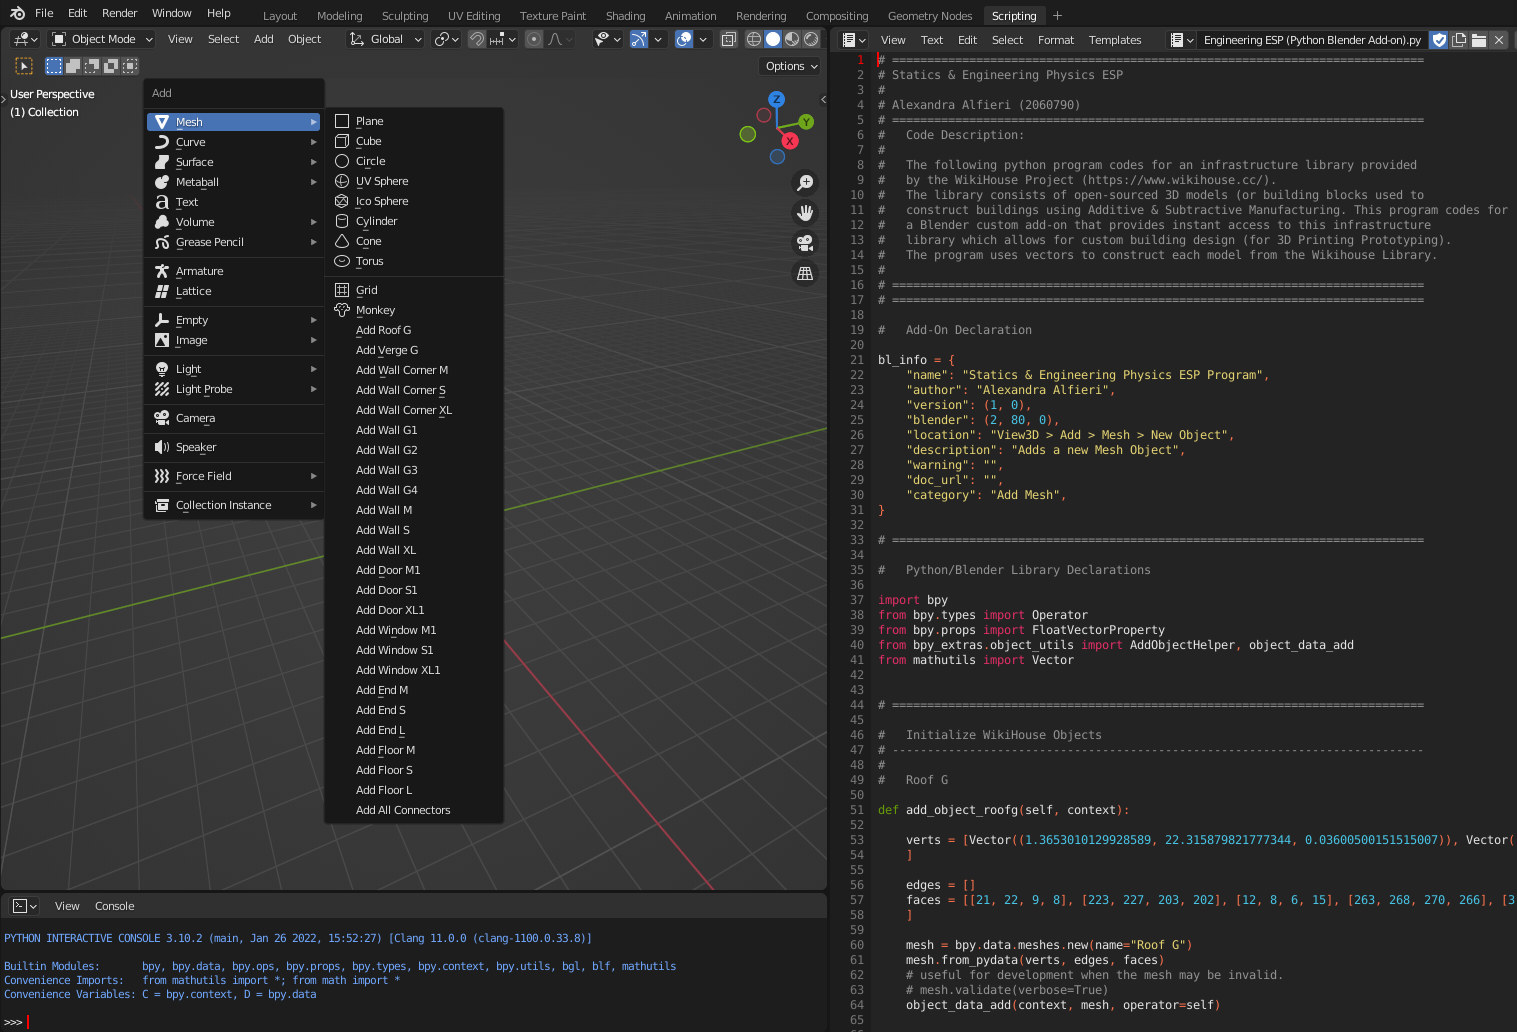 File Edit Render Window Help Layout Modeling Sculpting UV Editing Texture Paint Shading Animation Rendering Compositing Geometry Nodes Scripting +
Object Mode View Select Add Object Global
Options
User Perspective
(1) Collection
Z
Y
X
Add
Mesh
Curve
Surface
Metaball
Text
Volume
Grease Pencil
Armature
Lattice
Empty
Image
Light
Light Probe
Camera
Speaker
Force Field
Collection Instance
Plane
Cube
Circle
UV Sphere
Ico Sphere
Cylinder
Cone
Torus
Grid
Monkey
Add Roof G
Add Verge G
Add Wall Corner M
Add Wall Corner S
Add Wall Corner XL
Add Wall G1
Add Wall G2
Add Wall G3
Add Wall G4
Add Wall M
Add Wall S
Add Wall XL
Add Door M1
Add Door S1
Add Door XL1
Add Window M1
Add Window S1
Add Window XL1
Add End M
Add End S
Add End L
Add Floor M
Add Floor S
Add Floor L
Add All Connectors
View Console
PYTHON INTERACTIVE CONSOLE 3.10.2 (main, Jan 26 2022, 15:52:27) [Clang 11.0.0 (clang-1100.0.33.8)]
Builtin Modules: bpy, bpy.data, bpy.ops, bpy.props, bpy.types, bpy.context, bpy.utils, bgl, blf, mathutils
Convenience Imports: from mathutils import *; from math import *
Convenience Variables: C = bpy.context, D = bpy.data
>>>
View Text Edit Select Format Templates Engineering ESP (Python Blender Add-on).py
1 # ============================================================================
2 # Statics & Engineering Physics ESP
3 #
4 # Alexandra Alfieri (2060790)
5 # ============================================================================
6 #   Code Description:
7 #
8 #   The following python program codes for an infrastructure library provided
9 #   by the WikiHouse Project (https://www.wikihouse.cc/).
10 #   The library consists of open-sourced 3D models (or building blocks used to
11 #   construct buildings using Additive & Subtractive Manufacturing. This program codes for
12 #   a Blender custom add-on that provides instant access to this infrastructure
13 #   library which allows for custom building design (for 3D Printing Prototyping).
14 #   The program uses vectors to construct each model from the Wikihouse Library.
15 #
16 # ============================================================================
17 # ============================================================================
18
19 #   Add-On Declaration
20
21 bl_info = {
22     "name": "Statics & Engineering Physics ESP Program",
23     "author": "Alexandra Alfieri",
24     "version": (1, 0),
25     "blender": (2, 80, 0),
26     "location": "View3D > Add > Mesh > New Object",
27     "description": "Adds a new Mesh Object",
28     "warning": "",
29     "doc_url": "",
30     "category": "Add Mesh",
31 }
32
33 # ============================================================================
34
35 #   Python/Blender Library Declarations
36
37 import bpy
38 from bpy.types import Operator
39 from bpy.props import FloatVectorProperty
40 from bpy_extras.object_utils import AddObjectHelper, object_data_add
41 from mathutils import Vector
42
43
44 # ============================================================================
45
46 #   Initialize WikiHouse Objects
47 # ----------------------------------------------------------------------------
48 #
49 #   Roof G
50
51 def add_object_roofg(self, context):
52
53     verts = [Vector((1.3653010129928589, 22.315879821777344, 0.03600500151515007)), Vector(
54     ]
55
56     edges = []
57     faces = [[21, 22, 9, 8], [223, 227, 203, 202], [12, 8, 6, 15], [263, 268, 270, 266], [3
58     ]
59
60     mesh = bpy.data.meshes.new(name="Roof G")
61     mesh.from_pydata(verts, edges, faces)
62     # useful for development when the mesh may be invalid.
63     # mesh.validate(verbose=True)
64     object_data_add(context, mesh, operator=self)
65